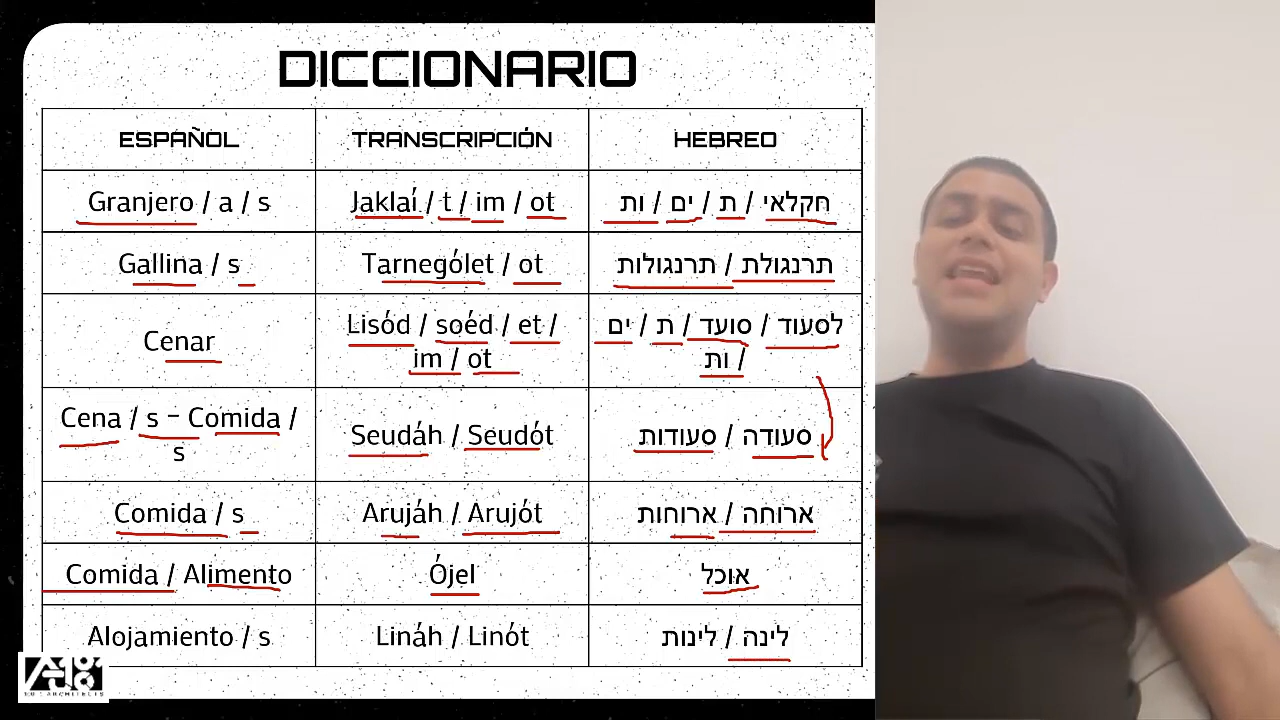 DICCIONARIO
ESPAÑOL TRANSCRIPCIÓN HEBREO
Granjero / a / s Jaklaí / t / im / ot חקלאי / ת / ים / ות
Gallina / s Tarnególet / ot תרנגולת / תרנגולות
Cenar Lisód / soéd / et / לסעוד / סועד / ת / ים
im / ot / ות
Cena / s - Comida /
s Seudáh / Seudót סעודה / סעודות
Comida / s Arujáh / Arujót ארוחה / ארוחות
Comida / Alimento Ójel אוכל
Alojamiento / s Lináh / Linót לינה / לינות